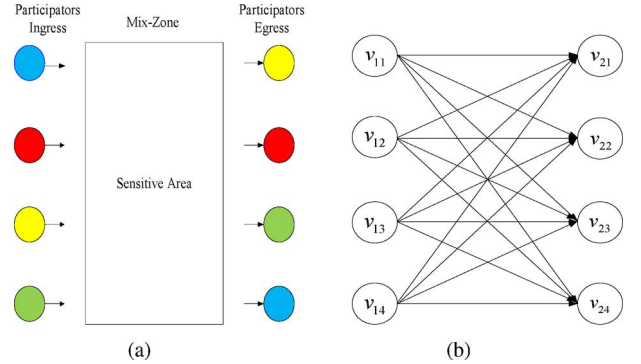 Participators
Ingress
Mix-Zone
Participators
Egress
Sensitive Area
(a)
v11
v12
v13
v14
v21
v22
v23
v24
(b)